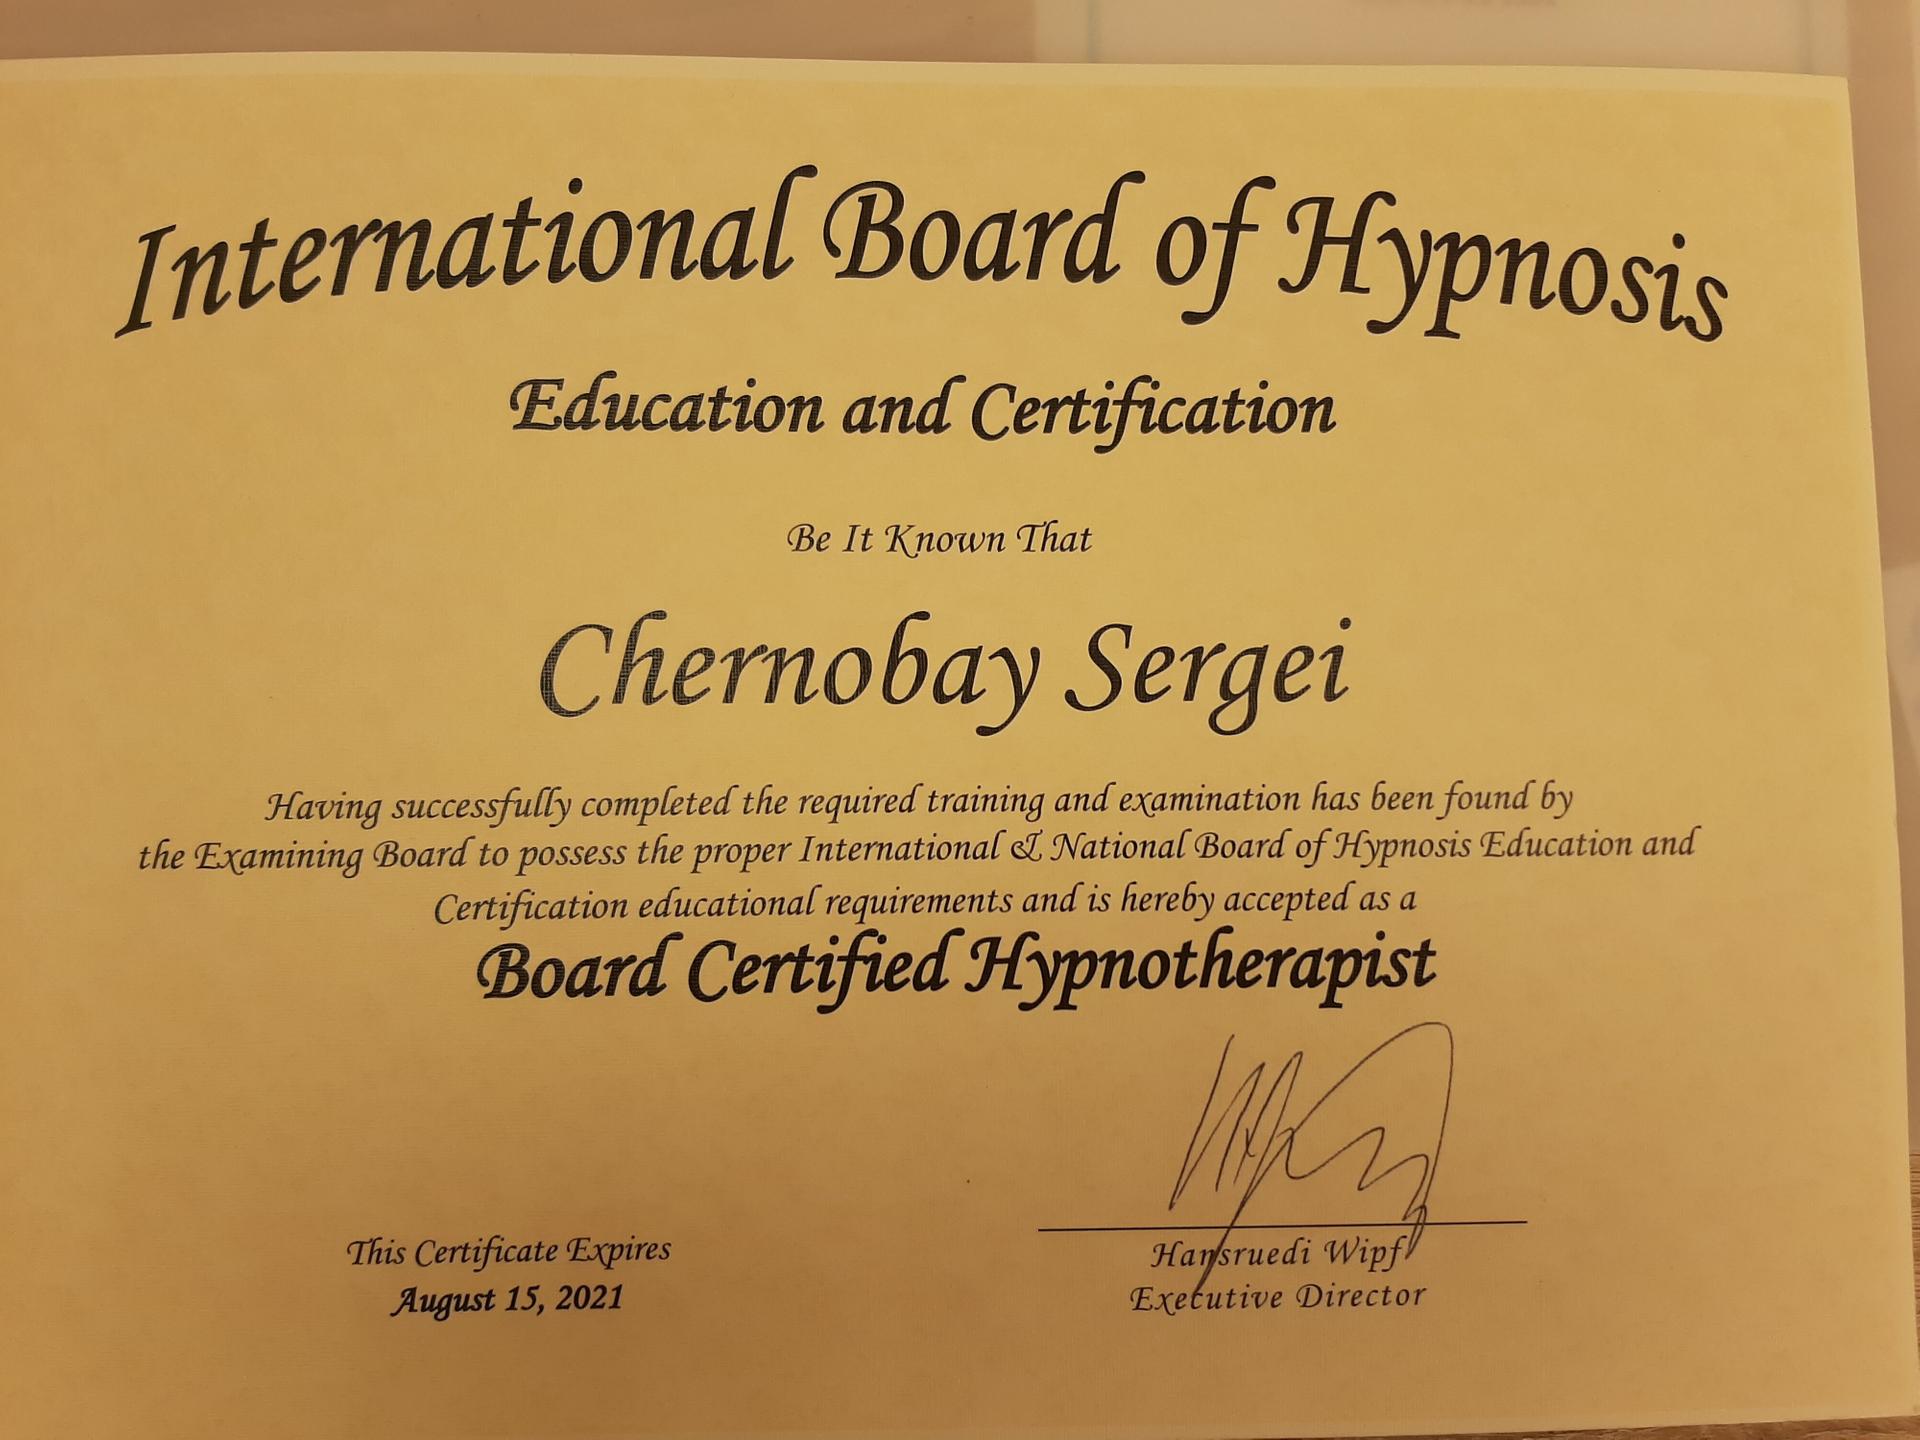 International Board of Hypnosis
Education and Certification
Be It Known That
Chernobay Sergei
Having successfully completed the required training and examination has been found by
the Examining Board to possess the proper International & National Board of Hypnosis Education and
Certification educational requirements and is hereby accepted as a
Board Certified Hypnotherapist
This Certificate Expires
August 15, 2021
Hansruedi Wipf
Executive Director